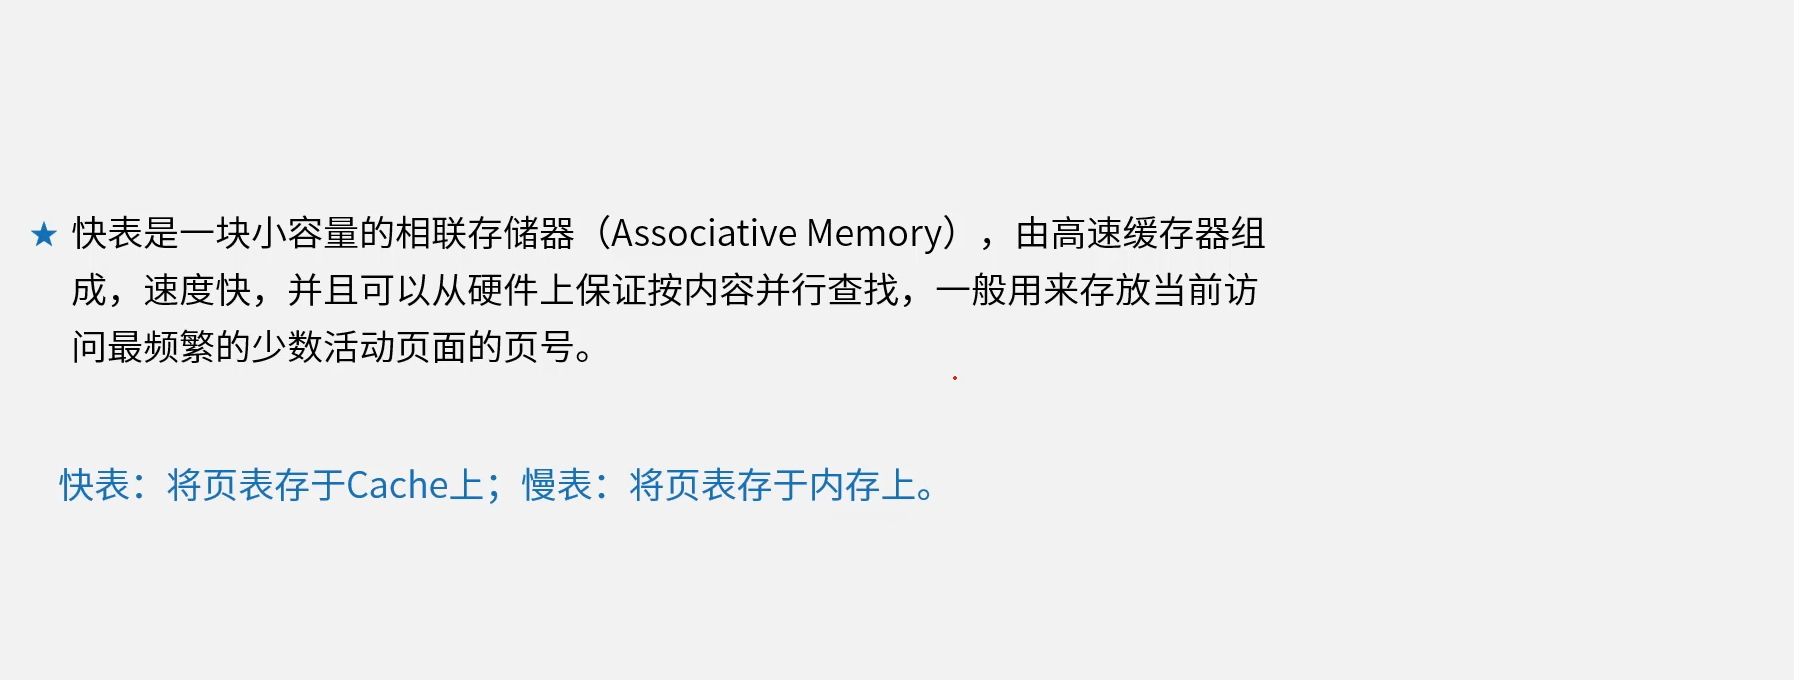 ★ 快表是一块小容量的相联存储器（Associative Memory），由高速缓存器组
成，速度快，并且可以从硬件上保证按内容并行查找，一般用来存放当前访
问最频繁的少数活动页面的页号。
快表：将页表存于Cache上；慢表：将页表存于内存上。